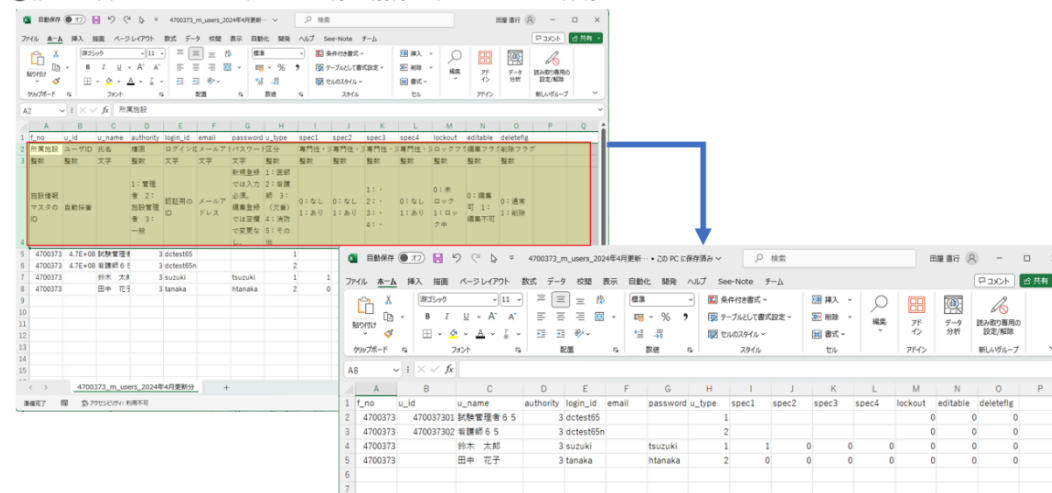 自動保存 オフ 4700373_m_users_2024年4月更新… 検索 田屋 直行
ファイル ホーム 挿入 描画 ページ レイアウト 数式 データ 校閲 表示 自動化 開発 ヘルプ See-Note チーム コメント 共有
貼り付け 游ゴシック 11 B I U A A 標準 % 条件付き書式 テーブルとして書式設定 セルのスタイル 挿入 削除 書式 編集 アドイン データ分析 読み取り専用の設定/解除
クリップボード フォント 配置 数値 スタイル セル アドイン 新しいグループ
A2 fx 所属施設
A B C D E F G H I J K L M N O P Q
1 f_no u_id u_name authority login_id email password u_type spec1 spec2 spec3 spec4 lockout editable deleteflg
2 所属施設 ユーザID 氏名 権限 ログインID メールアド パスワード 区分 専門性・ 専門性・ 専門性・ 専門性・ ロックフラ 編集フラグ 削除フラグ
3 整数 整数 文字 整数 文字 文字 文字 整数 整数 整数 整数 整数 整数 整数 整数
4 施設情報マスタのID 自動採番 1：管理者 2：施設管理者 3：一般 認証用のID メールアドレス 新規登録では入力必須。編集登録では空欄で変更なし。 1：医師 2：看護師 3：（欠番） 4：消防 5：その他 0：なし 1：あり 0：なし 1：あり 1：・ 2：・ 3：・ 4：・ 0：なし 1：あり 0：未ロック 1：ロック中 0：編集可 1：編集不可 0：通常 1：削除
5 4700373 4.7E+08 試験管理者 3 dctest65 1
6 4700373 4.7E+08 看護師６５ 3 dctest65n 2
7 4700373 鈴木 太郎 3 suzuki tsuzuki 1 1
8 4700373 田中 花子 3 tanaka htanaka 2 0
9
10
11
12
13
14
15
4700373_m_users_2024年4月更新分 +
準備完了 アクセシビリティ: 利用不可
自動保存 オフ 4700373_m_users_2024年4月更新… • この PC に保存済み 検索 田屋 直行
ファイル ホーム 挿入 描画 ページ レイアウト 数式 データ 校閲 表示 自動化 開発 ヘルプ See-Note チーム コメント 共有
貼り付け 游ゴシック 11 B I U A A 標準 % 条件付き書式 テーブルとして書式設定 セルのスタイル 挿入 削除 書式 編集 アドイン データ分析 読み取り専用の設定/解除
クリップボード フォント 配置 数値 スタイル セル アドイン 新しいグループ
A8 fx
A B C D E F G H I J K L M N O P
1 f_no u_id u_name authority login_id email password u_type spec1 spec2 spec3 spec4 lockout editable deleteflg
2 4700373 470037301 試験管理者６５ 3 dctest65 1 0 0 0
3 4700373 470037302 看護師６５ 3 dctest65n 2 0 0 0
4 4700373 鈴木 太郎 3 suzuki tsuzuki 1 1 0 0 0 0 0 0
5 4700373 田中 花子 3 tanaka htanaka 2 0 0 0 0 0 0 0
6
7